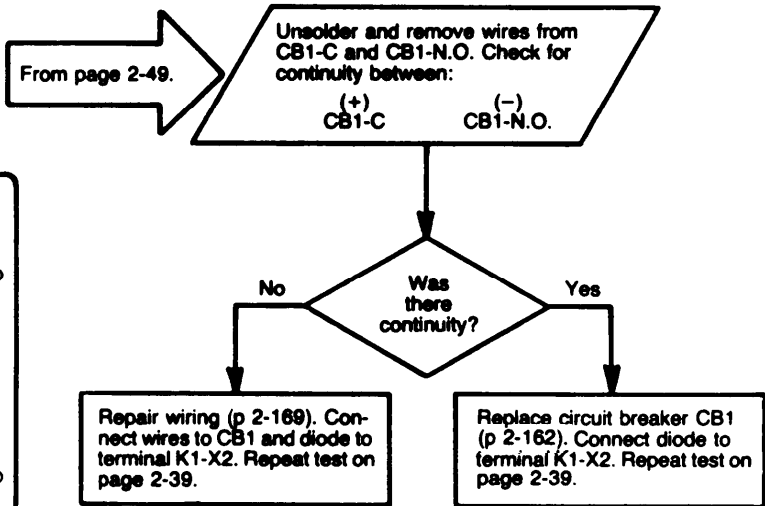 From page 2-49.
Unsolder and remove wires from
CB1-C and CB1-N.O. Check for
continuity between:
(+) (−)
CB1-C CB1-N.O.
No
Was
there
continuity?
Yes
Repair wiring (p 2-169). Con-
nect wires to CB1 and diode to
terminal K1-X2. Repeat test on
page 2-39.
Replace circuit breaker CB1
(p 2-162). Connect diode to
terminal K1-X2. Repeat test on
page 2-39.